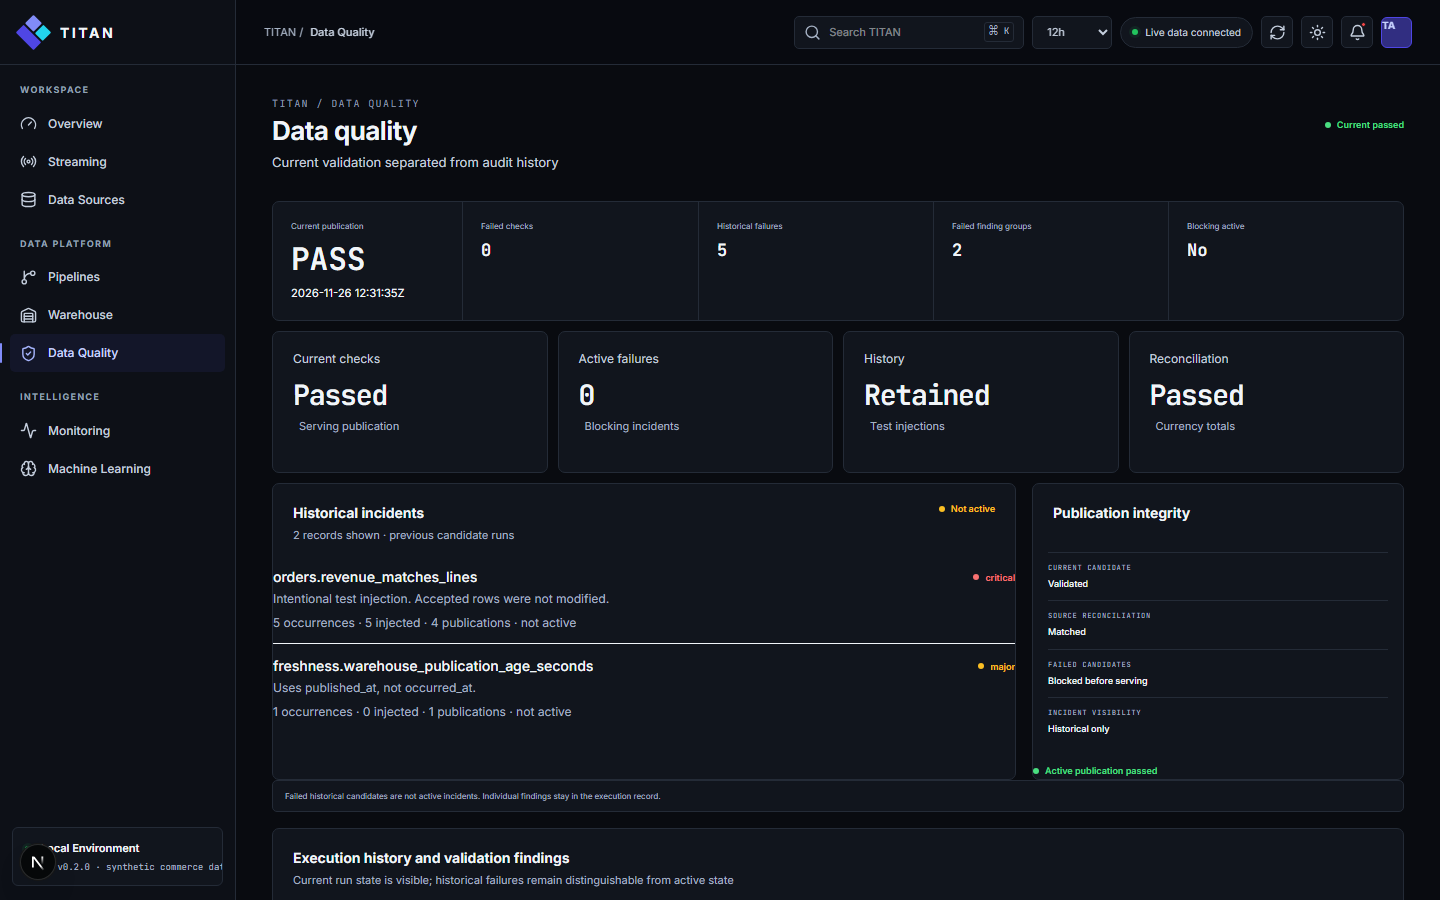 TITAN
TITAN / Data Quality
Search TITAN
⌘ K
12h
Live data connected
TA
WORKSPACE
Overview
Streaming
Data Sources
DATA PLATFORM
Pipelines
Warehouse
Data Quality
INTELLIGENCE
Monitoring
Machine Learning
TITAN / DATA QUALITY
Data quality
Current validation separated from audit history
Current passed
Current publication
PASS
2026-11-26 12:31:35Z
Failed checks
0
Historical failures
5
Failed finding groups
2
Blocking active
No
Current checks
Passed
Serving publication
Active failures
0
Blocking incidents
History
Retained
Test injections
Reconciliation
Passed
Currency totals
Historical incidents
2 records shown · previous candidate runs
Not active
orders.revenue_matches_lines
critical
Intentional test injection. Accepted rows were not modified.
5 occurrences · 5 injected · 4 publications · not active
freshness.warehouse_publication_age_seconds
major
Uses published_at, not occurred_at.
1 occurrences · 0 injected · 1 publications · not active
Publication integrity
CURRENT CANDIDATE
Validated
SOURCE RECONCILIATION
Matched
FAILED CANDIDATES
Blocked before serving
INCIDENT VISIBILITY
Historical only
Active publication passed
Failed historical candidates are not active incidents. Individual findings stay in the execution record.
Execution history and validation findings
Current run state is visible; historical failures remain distinguishable from active state
ocal Environment
v0.2.0 · synthetic commerce dat
N